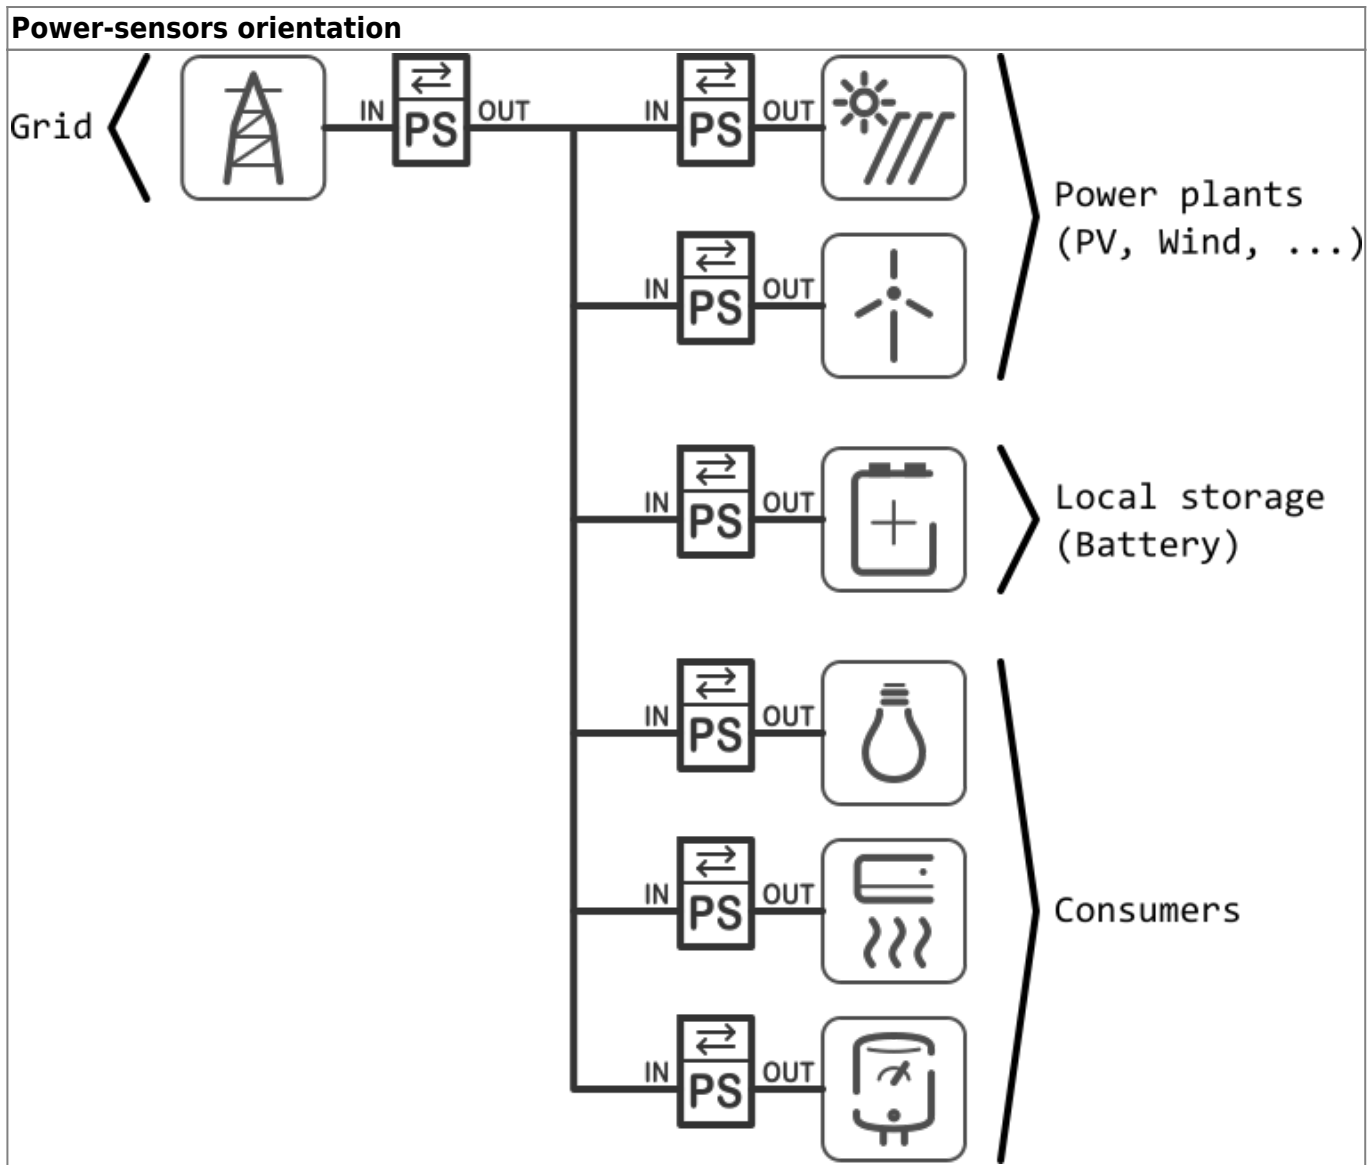 Power-sensors orientation
Grid
IN PS OUT
IN PS OUT
Power plants
(PV, Wind, ...)
IN PS OUT
IN PS OUT
Local storage
(Battery)
IN PS OUT
IN PS OUT
Consumers
IN PS OUT